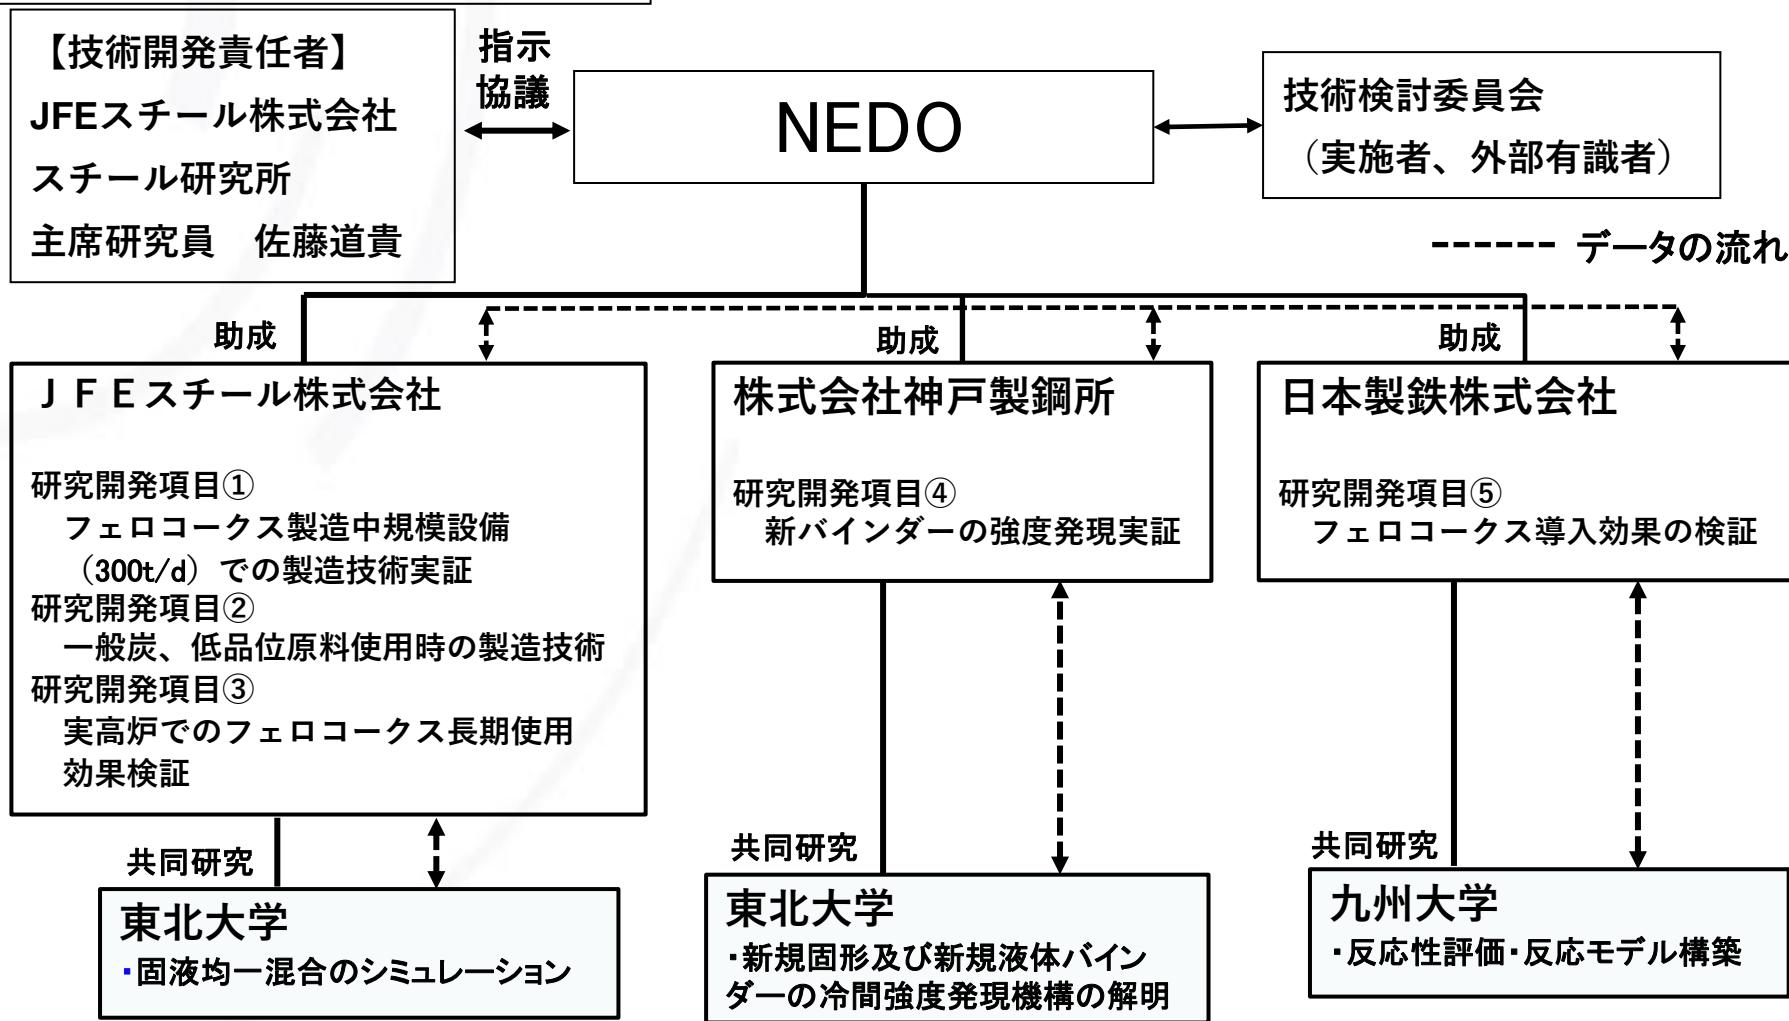 【技術開発責任者】
JFEスチール株式会社
スチール研究所
主席研究員　佐藤道貴
指示
協議
NEDO
技術検討委員会
（実施者、外部有識者）
データの流れ
助成
助成
助成
ＪＦＥスチール株式会社
研究開発項目①
フェロコークス製造中規模設備
（300t/d）での製造技術実証
研究開発項目②
一般炭、低品位原料使用時の製造技術
研究開発項目③
実高炉でのフェロコークス長期使用
効果検証
株式会社神戸製鋼所
研究開発項目④
新バインダーの強度発現実証
日本製鉄株式会社
研究開発項目⑤
フェロコークス導入効果の検証
共同研究
共同研究
共同研究
東北大学
・固液均一混合のシミュレーション
東北大学
・新規固形及び新規液体バイン
ダーの冷間強度発現機構の解明
九州大学
・反応性評価・反応モデル構築